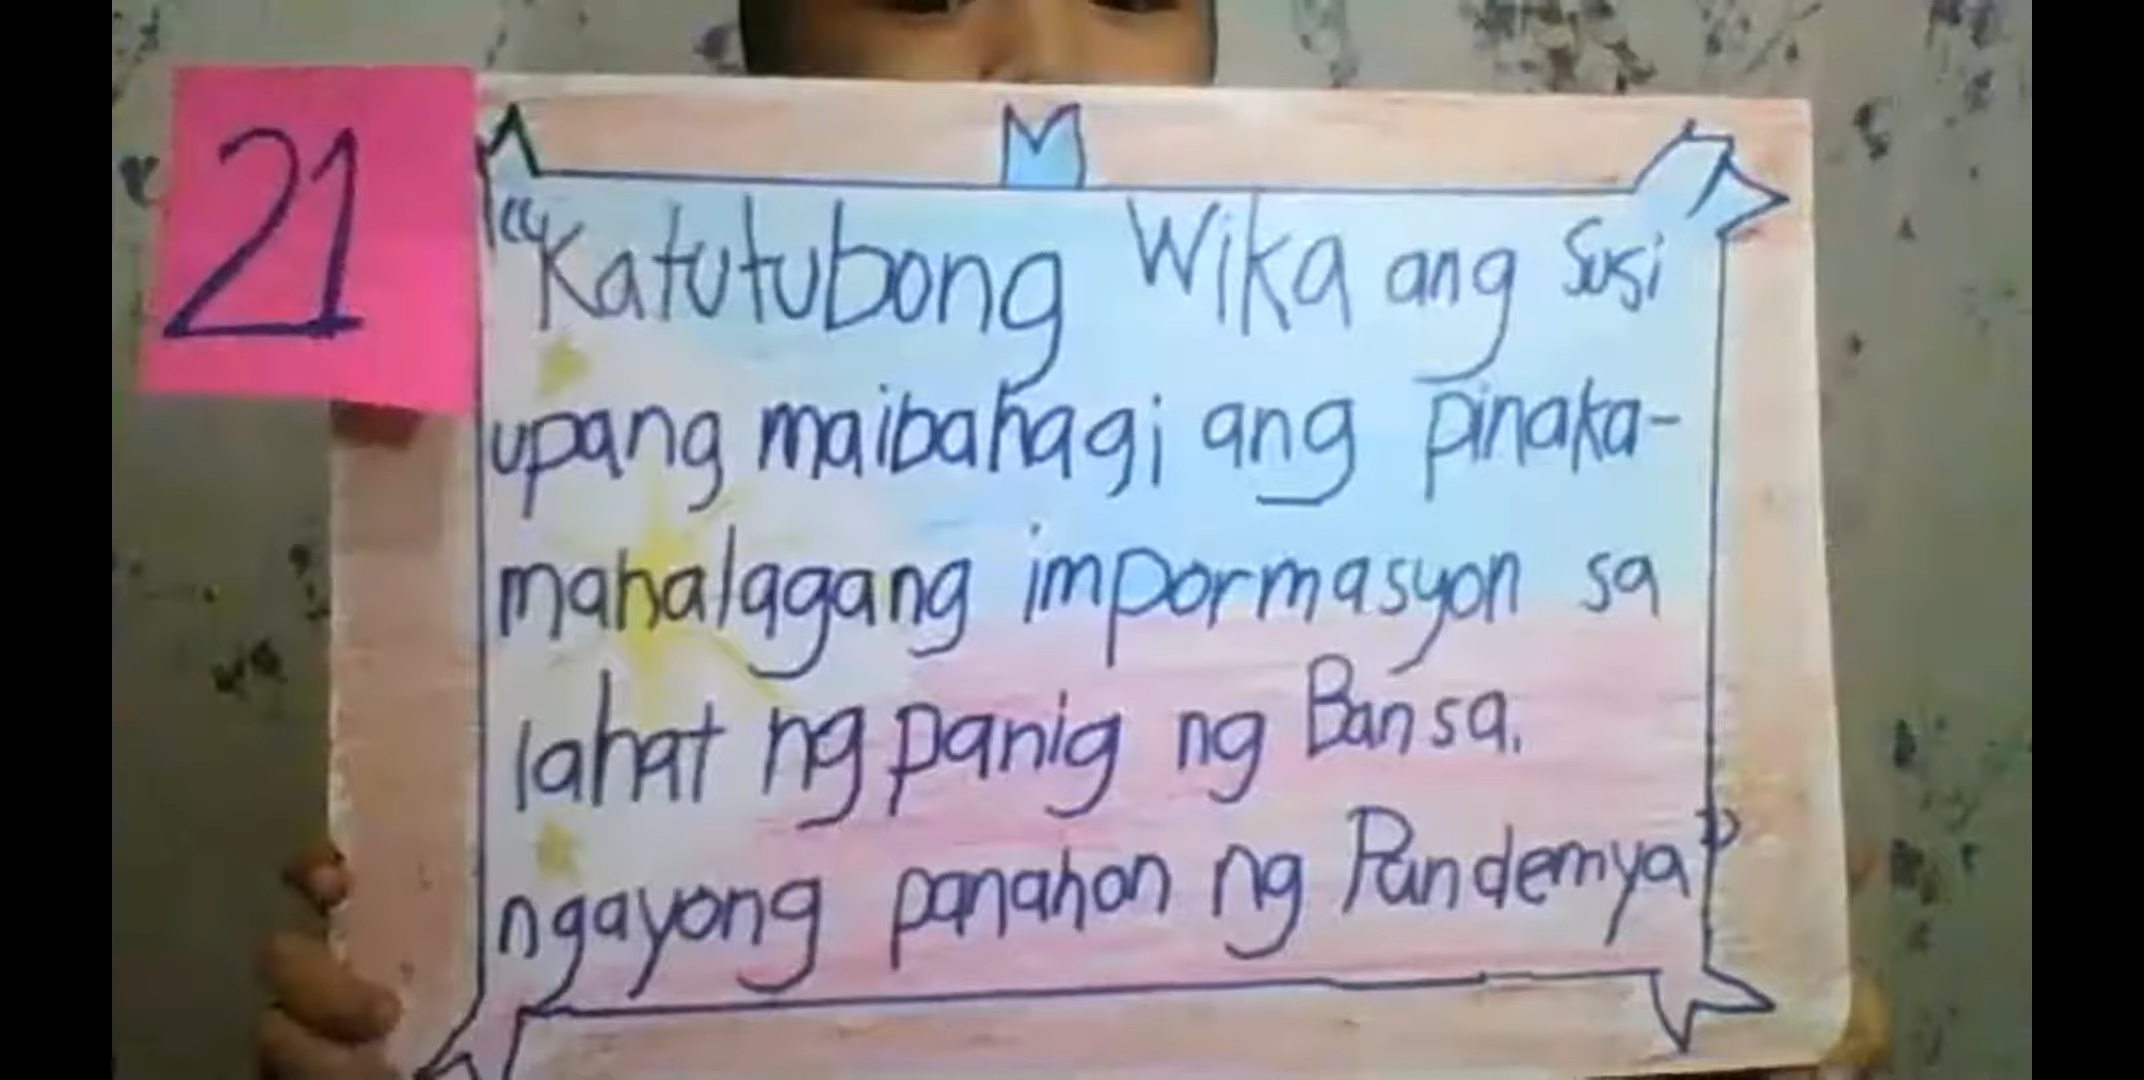 21
"Katutubong Wika ang Susi
upang maibahagi ang pinaka-
mahalagang impormasyon sa
lahat ng panig ng Bansa.
ngayong panahon ng Pandemya"